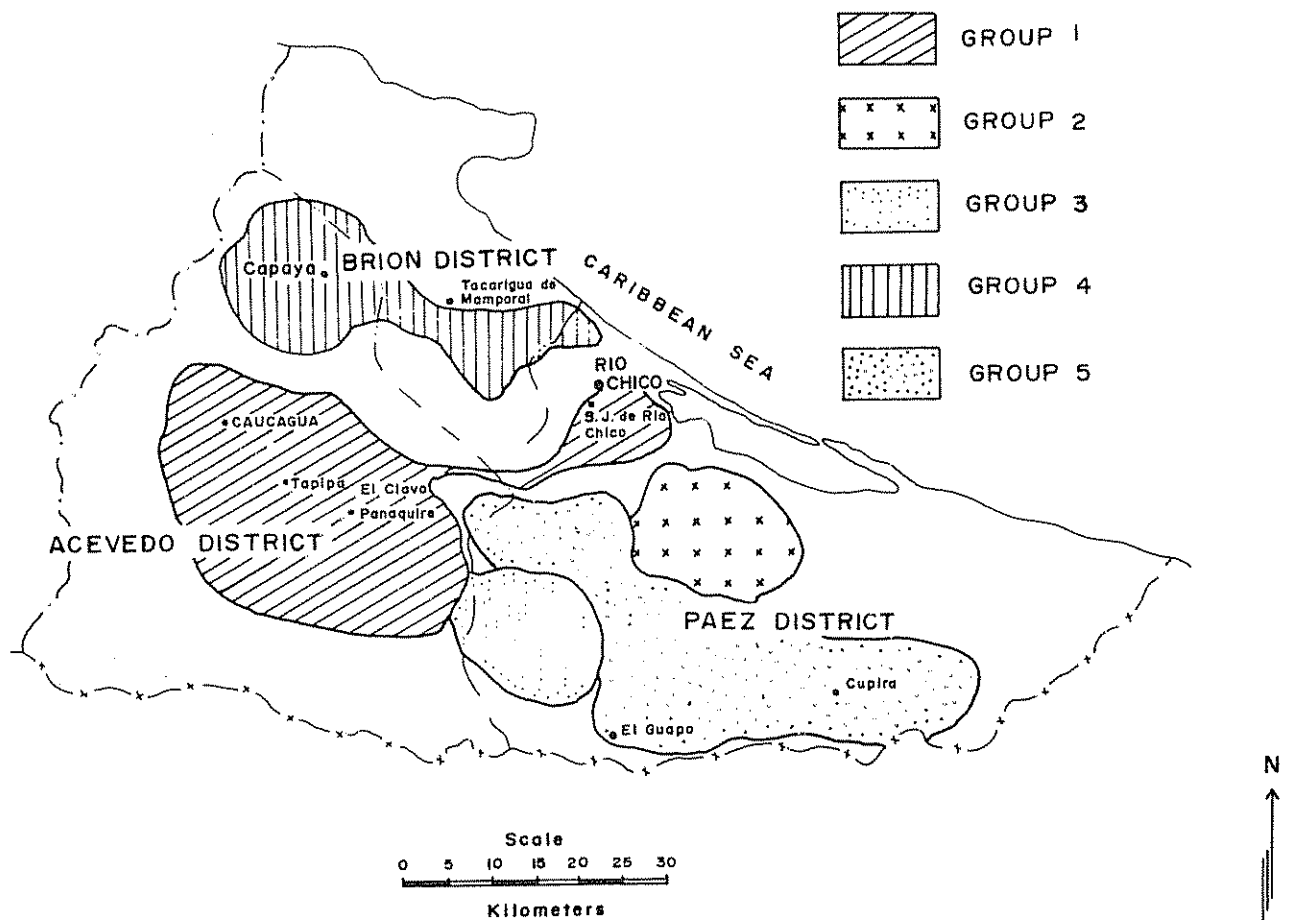 GROUP 1
GROUP 2
GROUP 3
GROUP 4
GROUP 5
Capaya
BRION DISTRICT
Tacarigua de
Mamporal
CARIBBEAN SEA
RIO
CHICO
S.J. de Rio
Chico
CAUCAGUA
Tapipa
El Clavo
Panaquire
ACEVEDO DISTRICT
PAEZ DISTRICT
Cupira
El Guapo
N
Scale
0 5 10 15 20 25 30
Kilometers